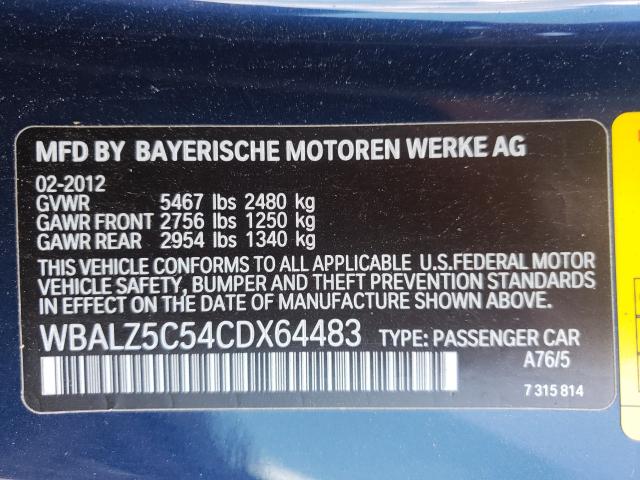 MFD BY BAYERISCHE MOTOREN WERKE AG
02-2012
GVWR 5467 lbs 2480 kg
GAWR FRONT 2756 lbs 1250 kg
GAWR REAR 2954 lbs 1340 kg
THIS VEHICLE CONFORMS TO ALL APPLICABLE U.S.FEDERAL MOTOR
VEHICLE SAFETY, BUMPER AND THEFT PREVENTION STANDARDS
IN EFFECT ON THE DATE OF MANUFACTURE SHOWN ABOVE.
WBALZ5C54CDX64483 TYPE: PASSENGER CAR
A76/5
7 315 814